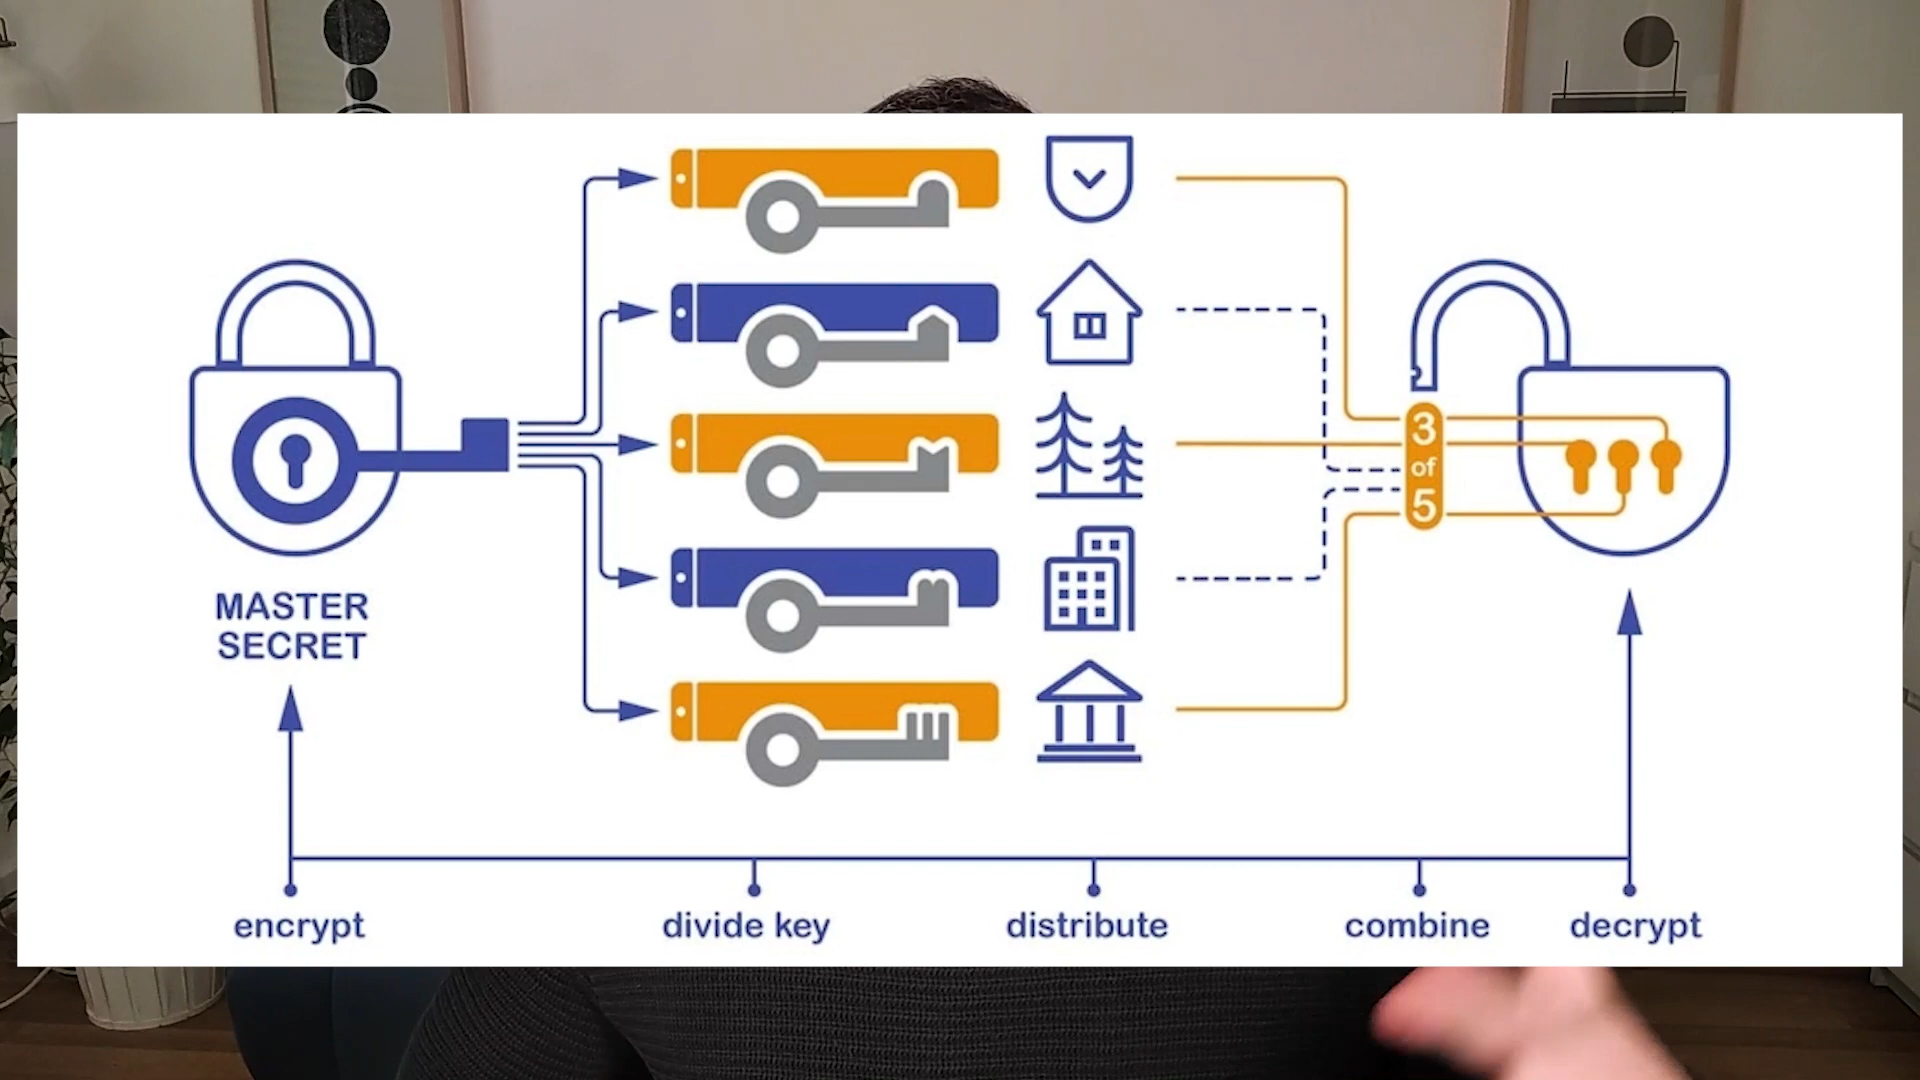 MASTER
SECRET
3
of
5
encrypt
divide key
distribute
combine
decrypt